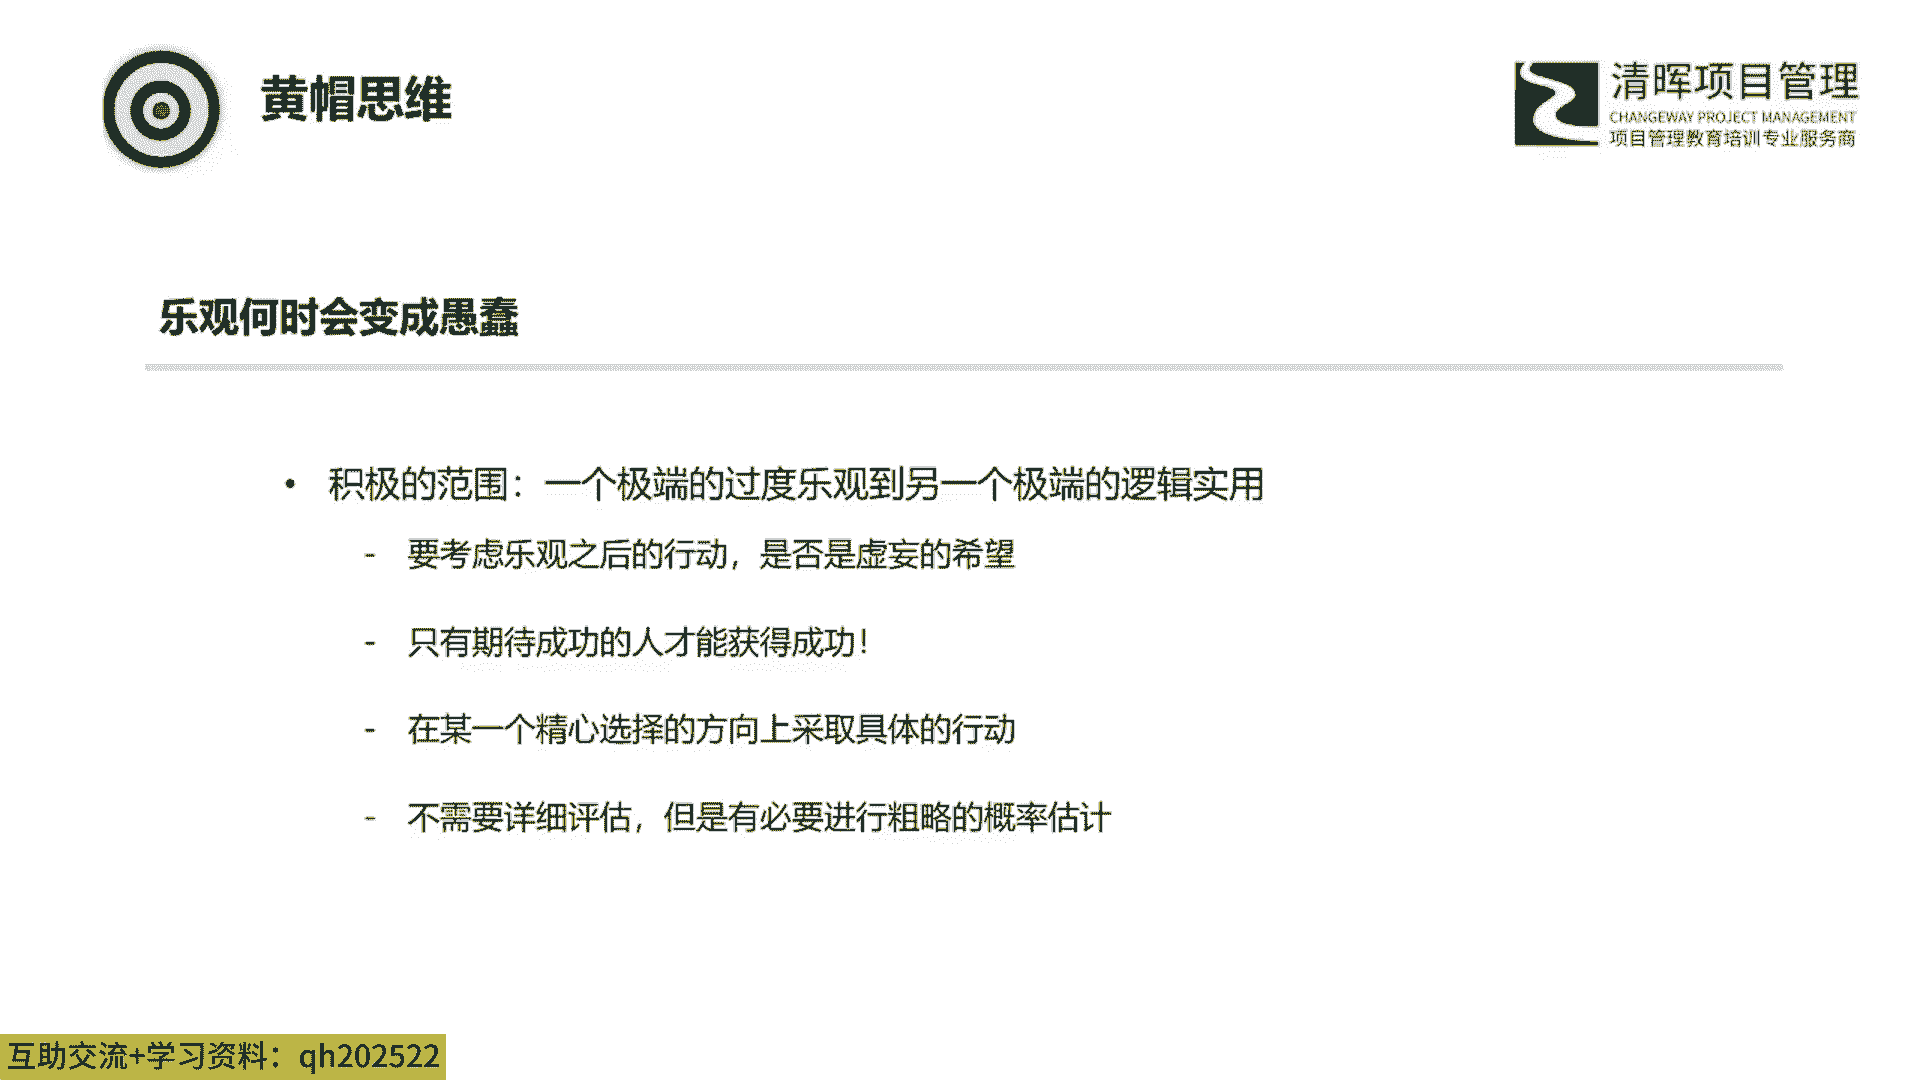 黄帽思维
清晖项目管理
CHANGEWAY PROJECT MANAGEMENT
项目管理教育培训专业服务商
乐观何时会变成愚蠢
• 积极的范围：一个极端的过度乐观到另一个极端的逻辑实用
- 要考虑乐观之后的行动，是否是虚妄的希望
- 只有期待成功的人才能获得成功！
- 在某一个精心选择的方向上采取具体的行动
- 不需要详细评估，但是有必要进行粗略的概率估计
互助交流+学习资料：qh202522